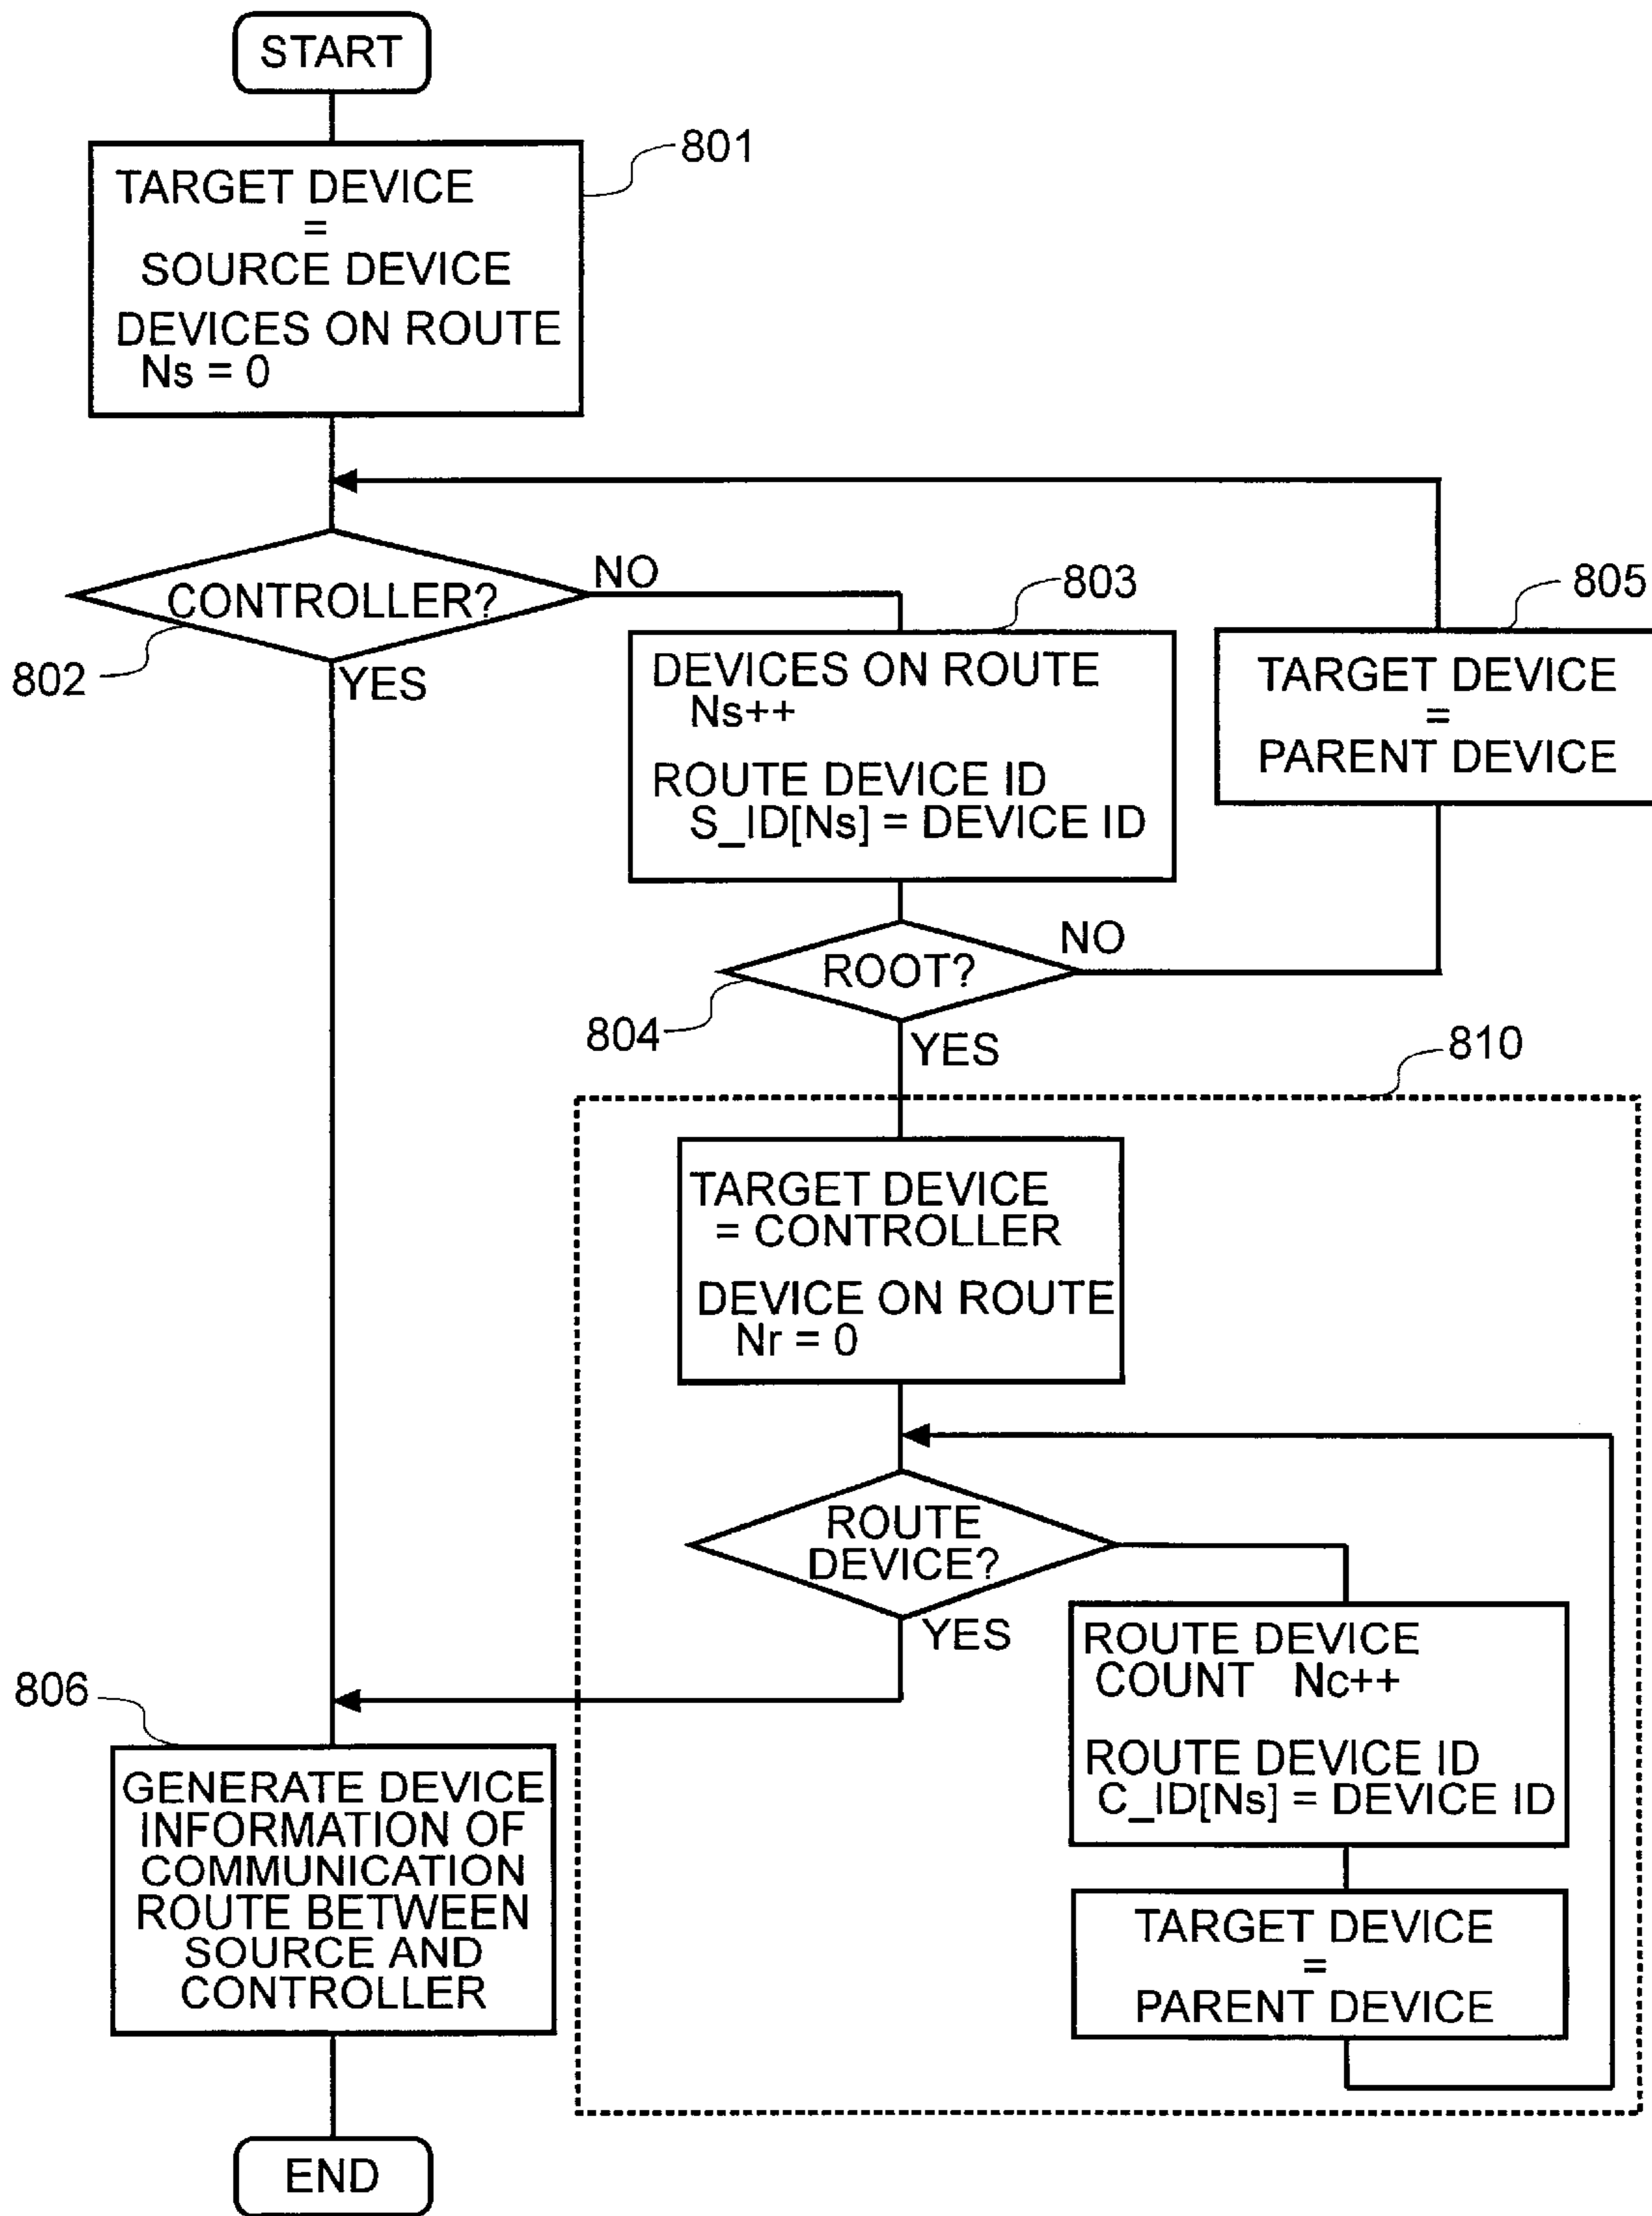 START
801
TARGET DEVICE
=
SOURCE DEVICE
DEVICES ON ROUTE
Ns = 0
CONTROLLER?
NO
802
YES
803
DEVICES ON ROUTE
Ns++
ROUTE DEVICE ID
S_ID[Ns] = DEVICE ID
805
TARGET DEVICE
=
PARENT DEVICE
ROOT?
NO
804
YES
810
TARGET DEVICE
= CONTROLLER
DEVICE ON ROUTE
Nr = 0
ROUTE
DEVICE?
YES
ROUTE DEVICE
COUNT Nc++
ROUTE DEVICE ID
C_ID[Ns] = DEVICE ID
TARGET DEVICE
=
PARENT DEVICE
806
GENERATE DEVICE
INFORMATION OF
COMMUNICATION
ROUTE BETWEEN
SOURCE AND
CONTROLLER
END